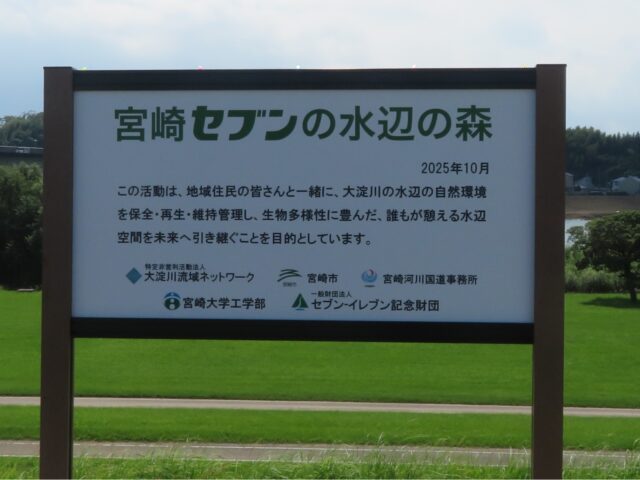 宮崎セブンの水辺の森
2025年10月
この活動は、地域住民の皆さんと一緒に、大淀川の水辺の自然環境
を保全・再生・維持管理し、生物多様性に豊んだ、誰もが憩える水辺
空間を未来へ引き継ぐことを目的としています。
特定非営利活動法人
大淀川流域ネットワーク
宮崎市
宮崎河川国道事務所
宮崎大学工学部
一般財団法人
セブン-イレブン記念財団